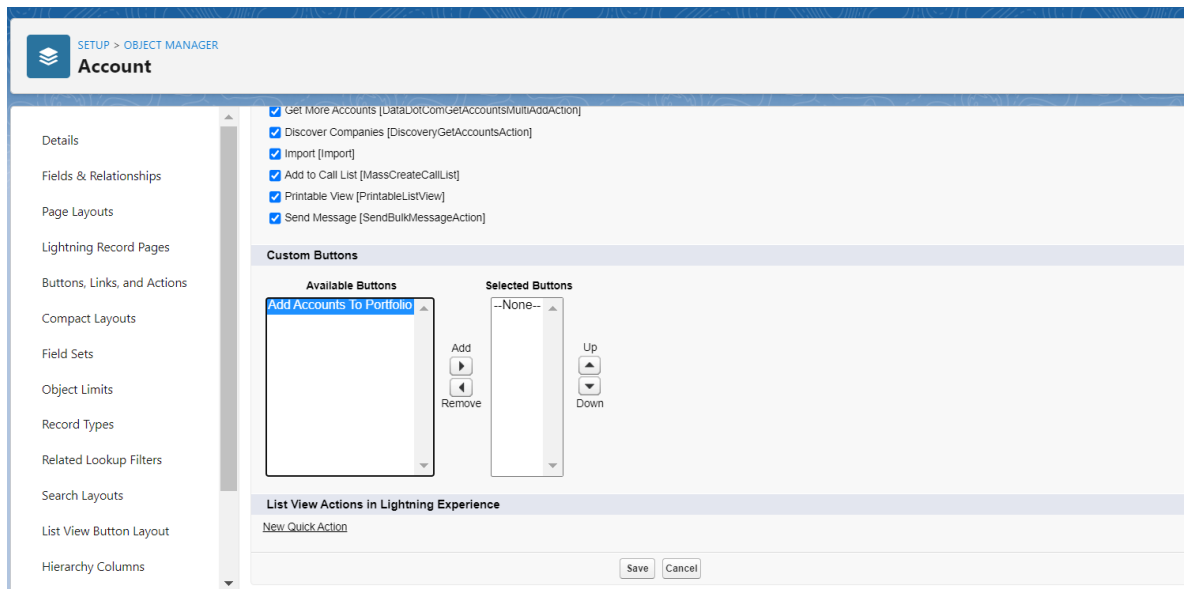 SETUP > OBJECT MANAGER
Account
Details
Fields & Relationships
Page Layouts
Lightning Record Pages
Buttons, Links, and Actions
Compact Layouts
Field Sets
Object Limits
Record Types
Related Lookup Filters
Search Layouts
List View Button Layout
Hierarchy Columns
Get More Accounts [DataDotComGetAccountsMultiAddAction]
Discover Companies [DiscoveryGetAccountsAction]
Import [Import]
Add to Call List [MassCreateCallList]
Printable View [PrintableListView]
Send Message [SendBulkMessageAction]
Custom Buttons
Available Buttons
Add Accounts To Portfolio
Add
Remove
Selected Buttons
--None--
Up
Down
List View Actions in Lightning Experience
New Quick Action
Save Cancel